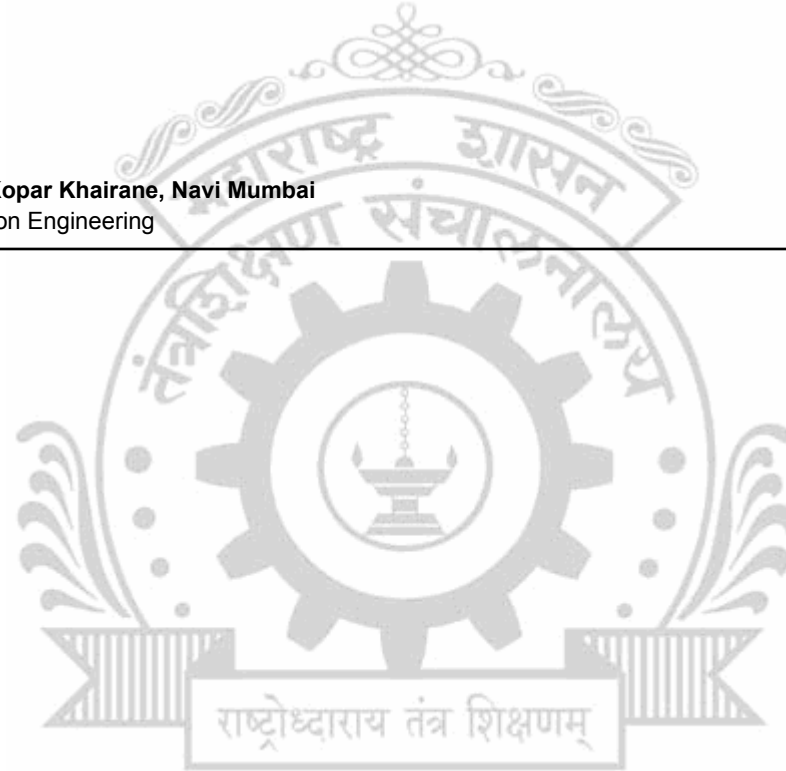 महाराष्ट्र शासन
Kopar Khairane, Navi Mumbai
on Engineering
तंत्रशिक्षण संचालनालय
राष्ट्रोध्दाराय तंत्र शिक्षणम्